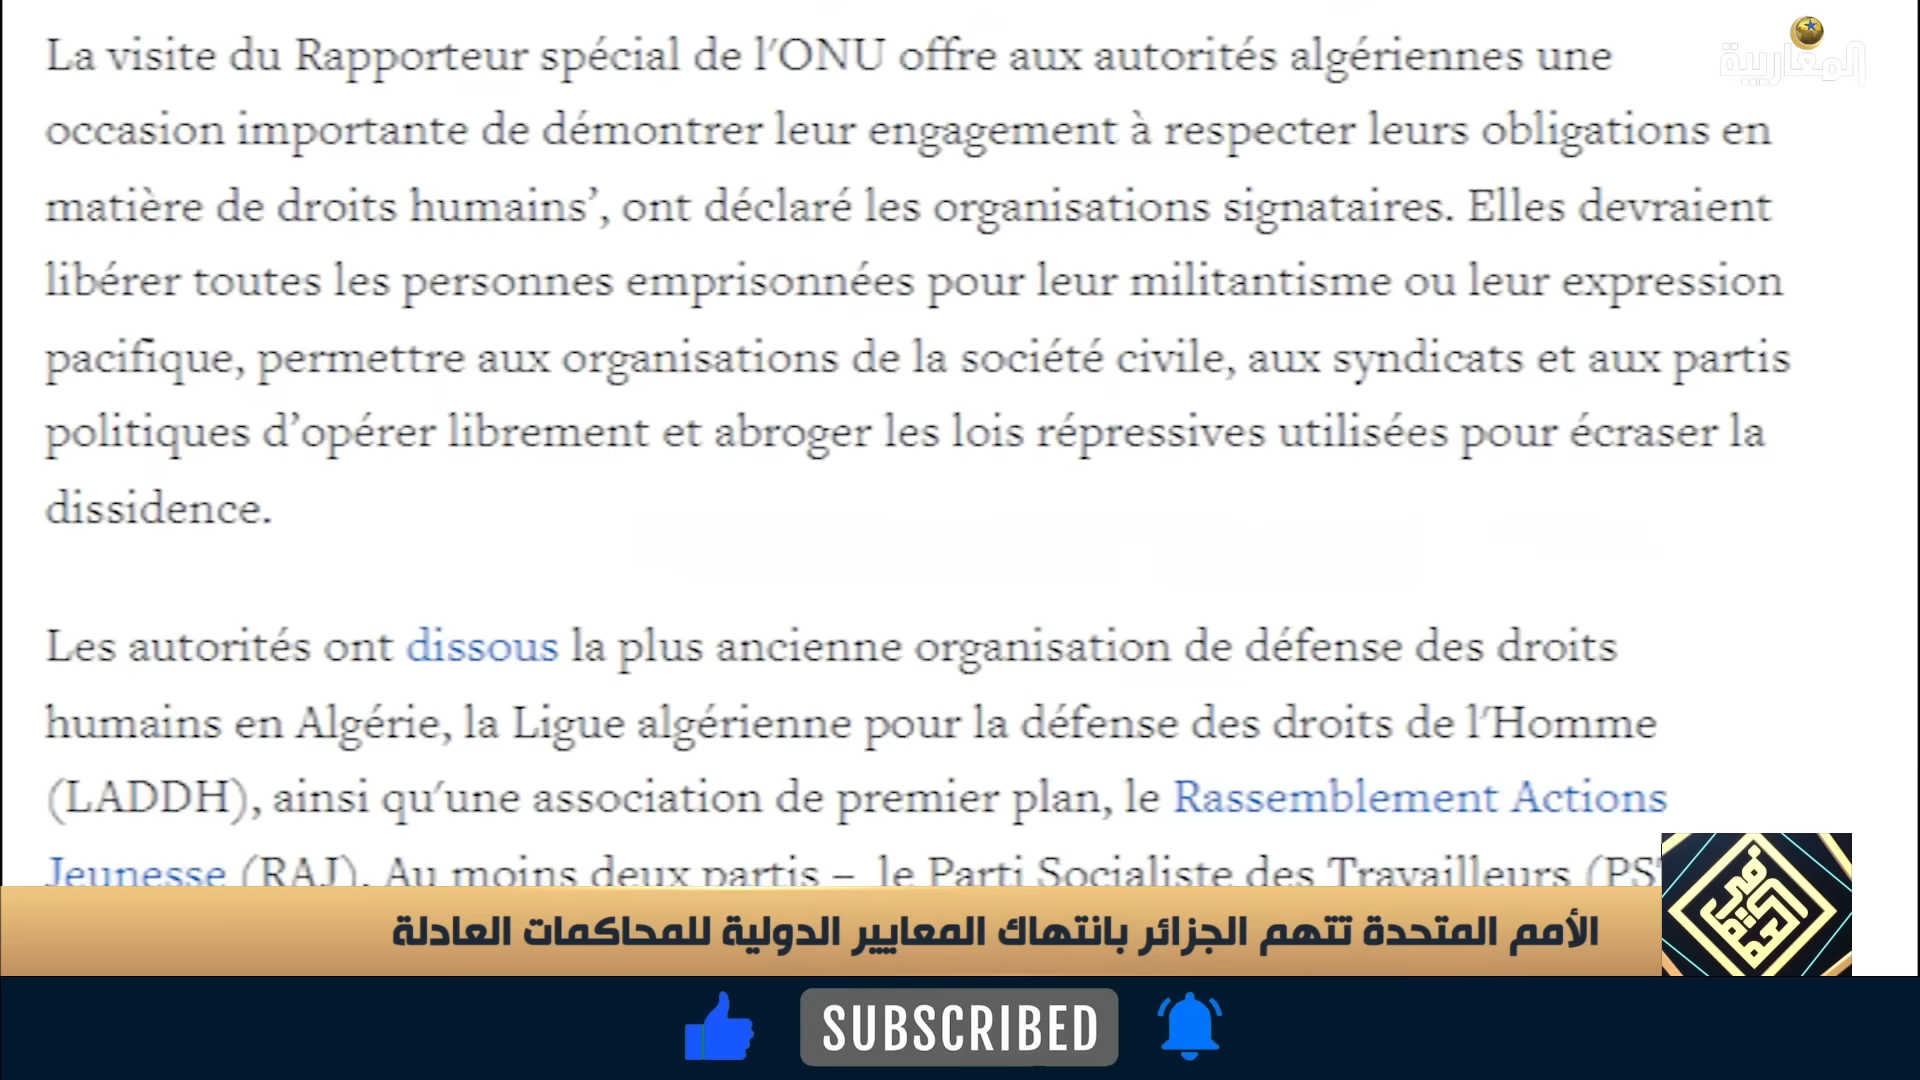 المغاربية
La visite du Rapporteur spécial de l'ONU offre aux autorités algériennes une
occasion importante de démontrer leur engagement à respecter leurs obligations en
matière de droits humains’, ont déclaré les organisations signataires. Elles devraient
libérer toutes les personnes emprisonnées pour leur militantisme ou leur expression
pacifique, permettre aux organisations de la société civile, aux syndicats et aux partis
politiques d’opérer librement et abroger les lois répressives utilisées pour écraser la
dissidence.
Les autorités ont dissous la plus ancienne organisation de défense des droits
humains en Algérie, la Ligue algérienne pour la défense des droits de l'Homme
(LADDH), ainsi qu'une association de premier plan, le Rassemblement Actions
Jeunesse (RAJ). Au moins deux partis – le Parti Socialiste des Travailleurs
الأمم المتحدة تتهم الجزائر بانتهاك المعايير الدولية للمحاكمات العادلة
SUBSCRIBED